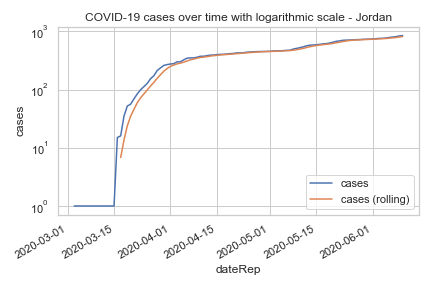 COVID-19 cases over time with logarithmic scale - Jordan
10³
10²
10¹
10⁰
cases
cases
cases (rolling)
2020-03-01
2020-03-15
2020-04-01
2020-04-15
2020-05-01
2020-05-15
2020-06-01
dateRep